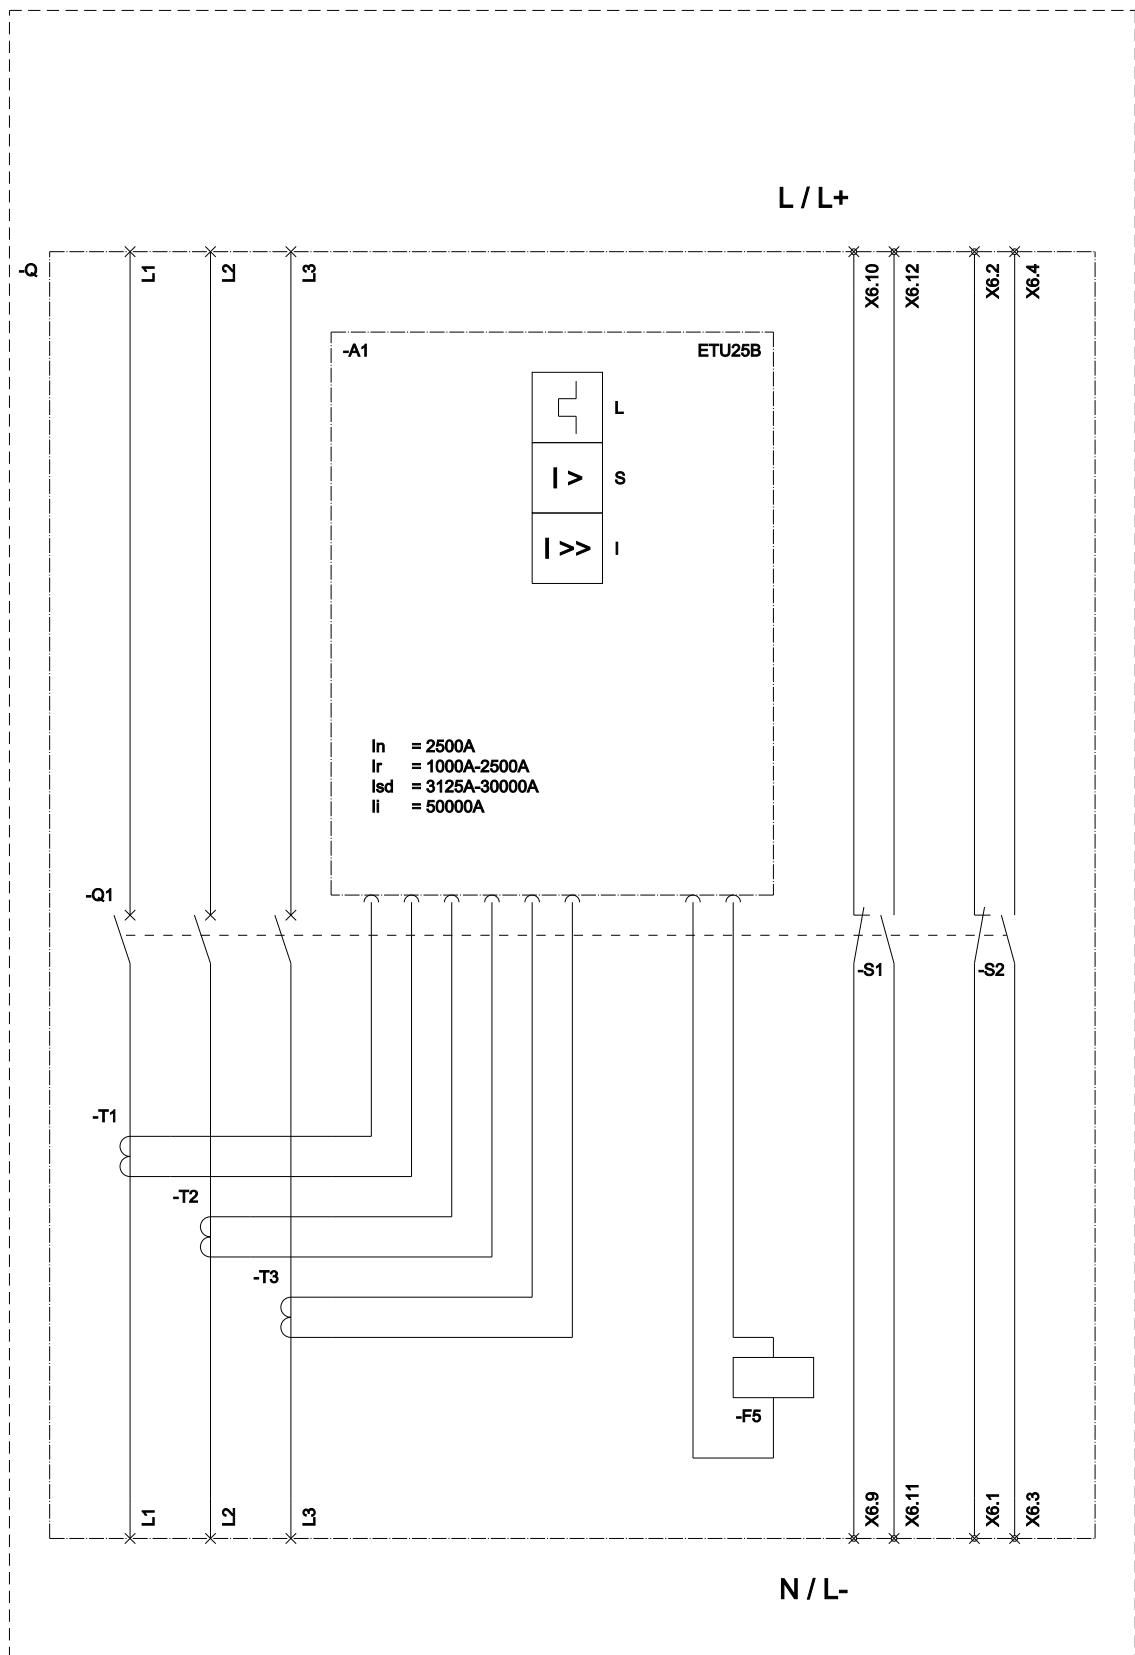 L / L+
-Q
L1
L2
L3
X6.10
X6.12
X6.2
X6.4
-A1
ETU25B
L
I >
S
I >>
I
In = 2500A
Ir = 1000A-2500A
Isd = 3125A-30000A
Ii = 50000A
-Q1
-S1
-S2
-T1
-T2
-T3
-F5
L1
L2
L3
X6.9
X6.11
X6.1
X6.3
N / L-